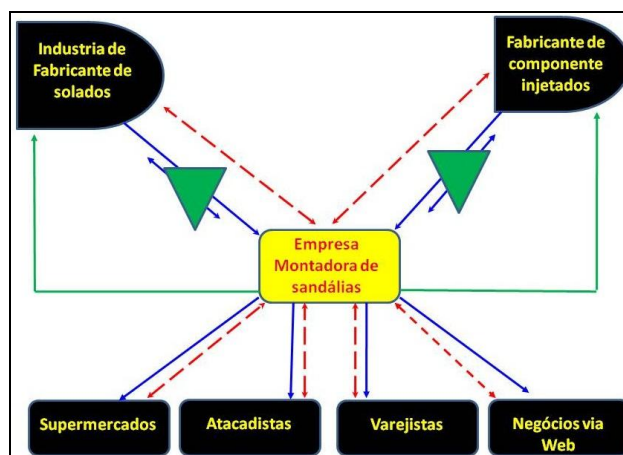 Industria de
Fabricante de
solados
Fabricante de
componente
injetados
Empresa
Montadora de
sandálias
Supermercados
Atacadistas
Varejistas
Negócios via
Web